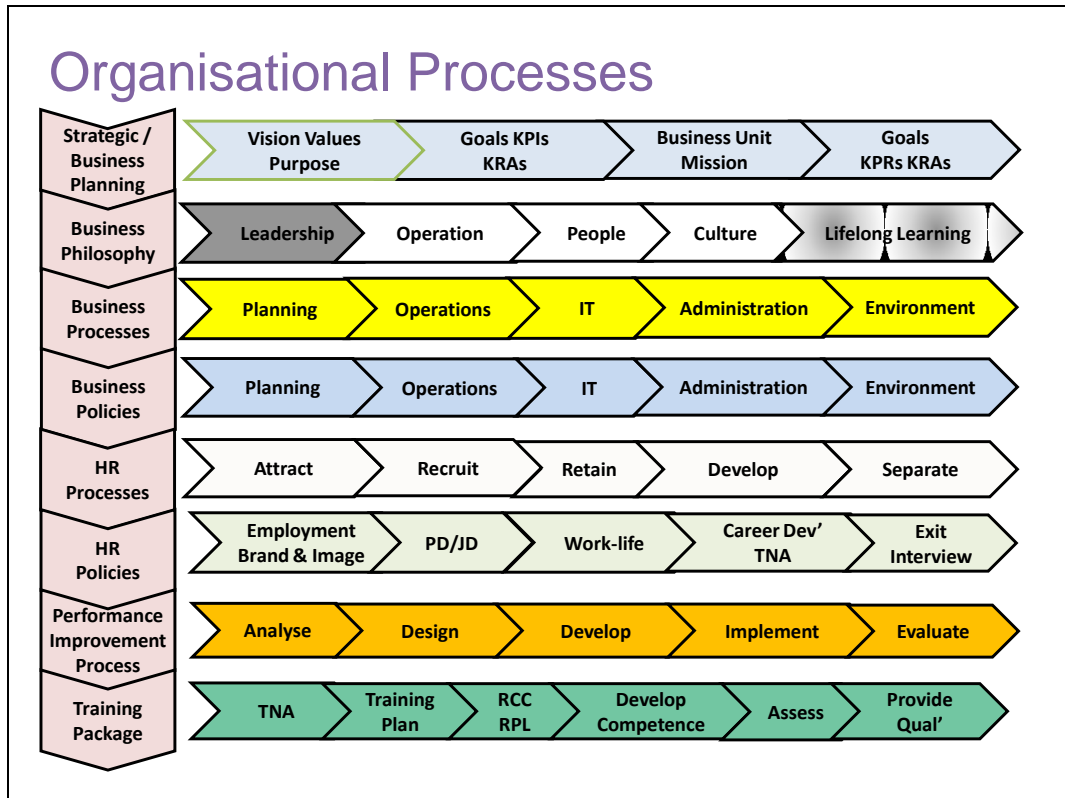 Organisational Processes
Strategic /
Business
Planning
Vision Values
Purpose
Goals KPIs
KRAs
Business Unit
Mission
Goals
KPRs KRAs
Business
Philosophy
Leadership
Operation
People
Culture
Lifelong Learning
Business
Processes
Planning
Operations
IT
Administration
Environment
Business
Policies
Planning
Operations
IT
Administration
Environment
HR
Processes
Attract
Recruit
Retain
Develop
Separate
HR
Policies
Employment
Brand & Image
PD/JD
Work-life
Career Dev'
TNA
Exit
Interview
Performance
Improvement
Process
Analyse
Design
Develop
Implement
Evaluate
Training
Package
TNA
Training
Plan
RCC
RPL
Develop
Competence
Assess
Provide
Qual'